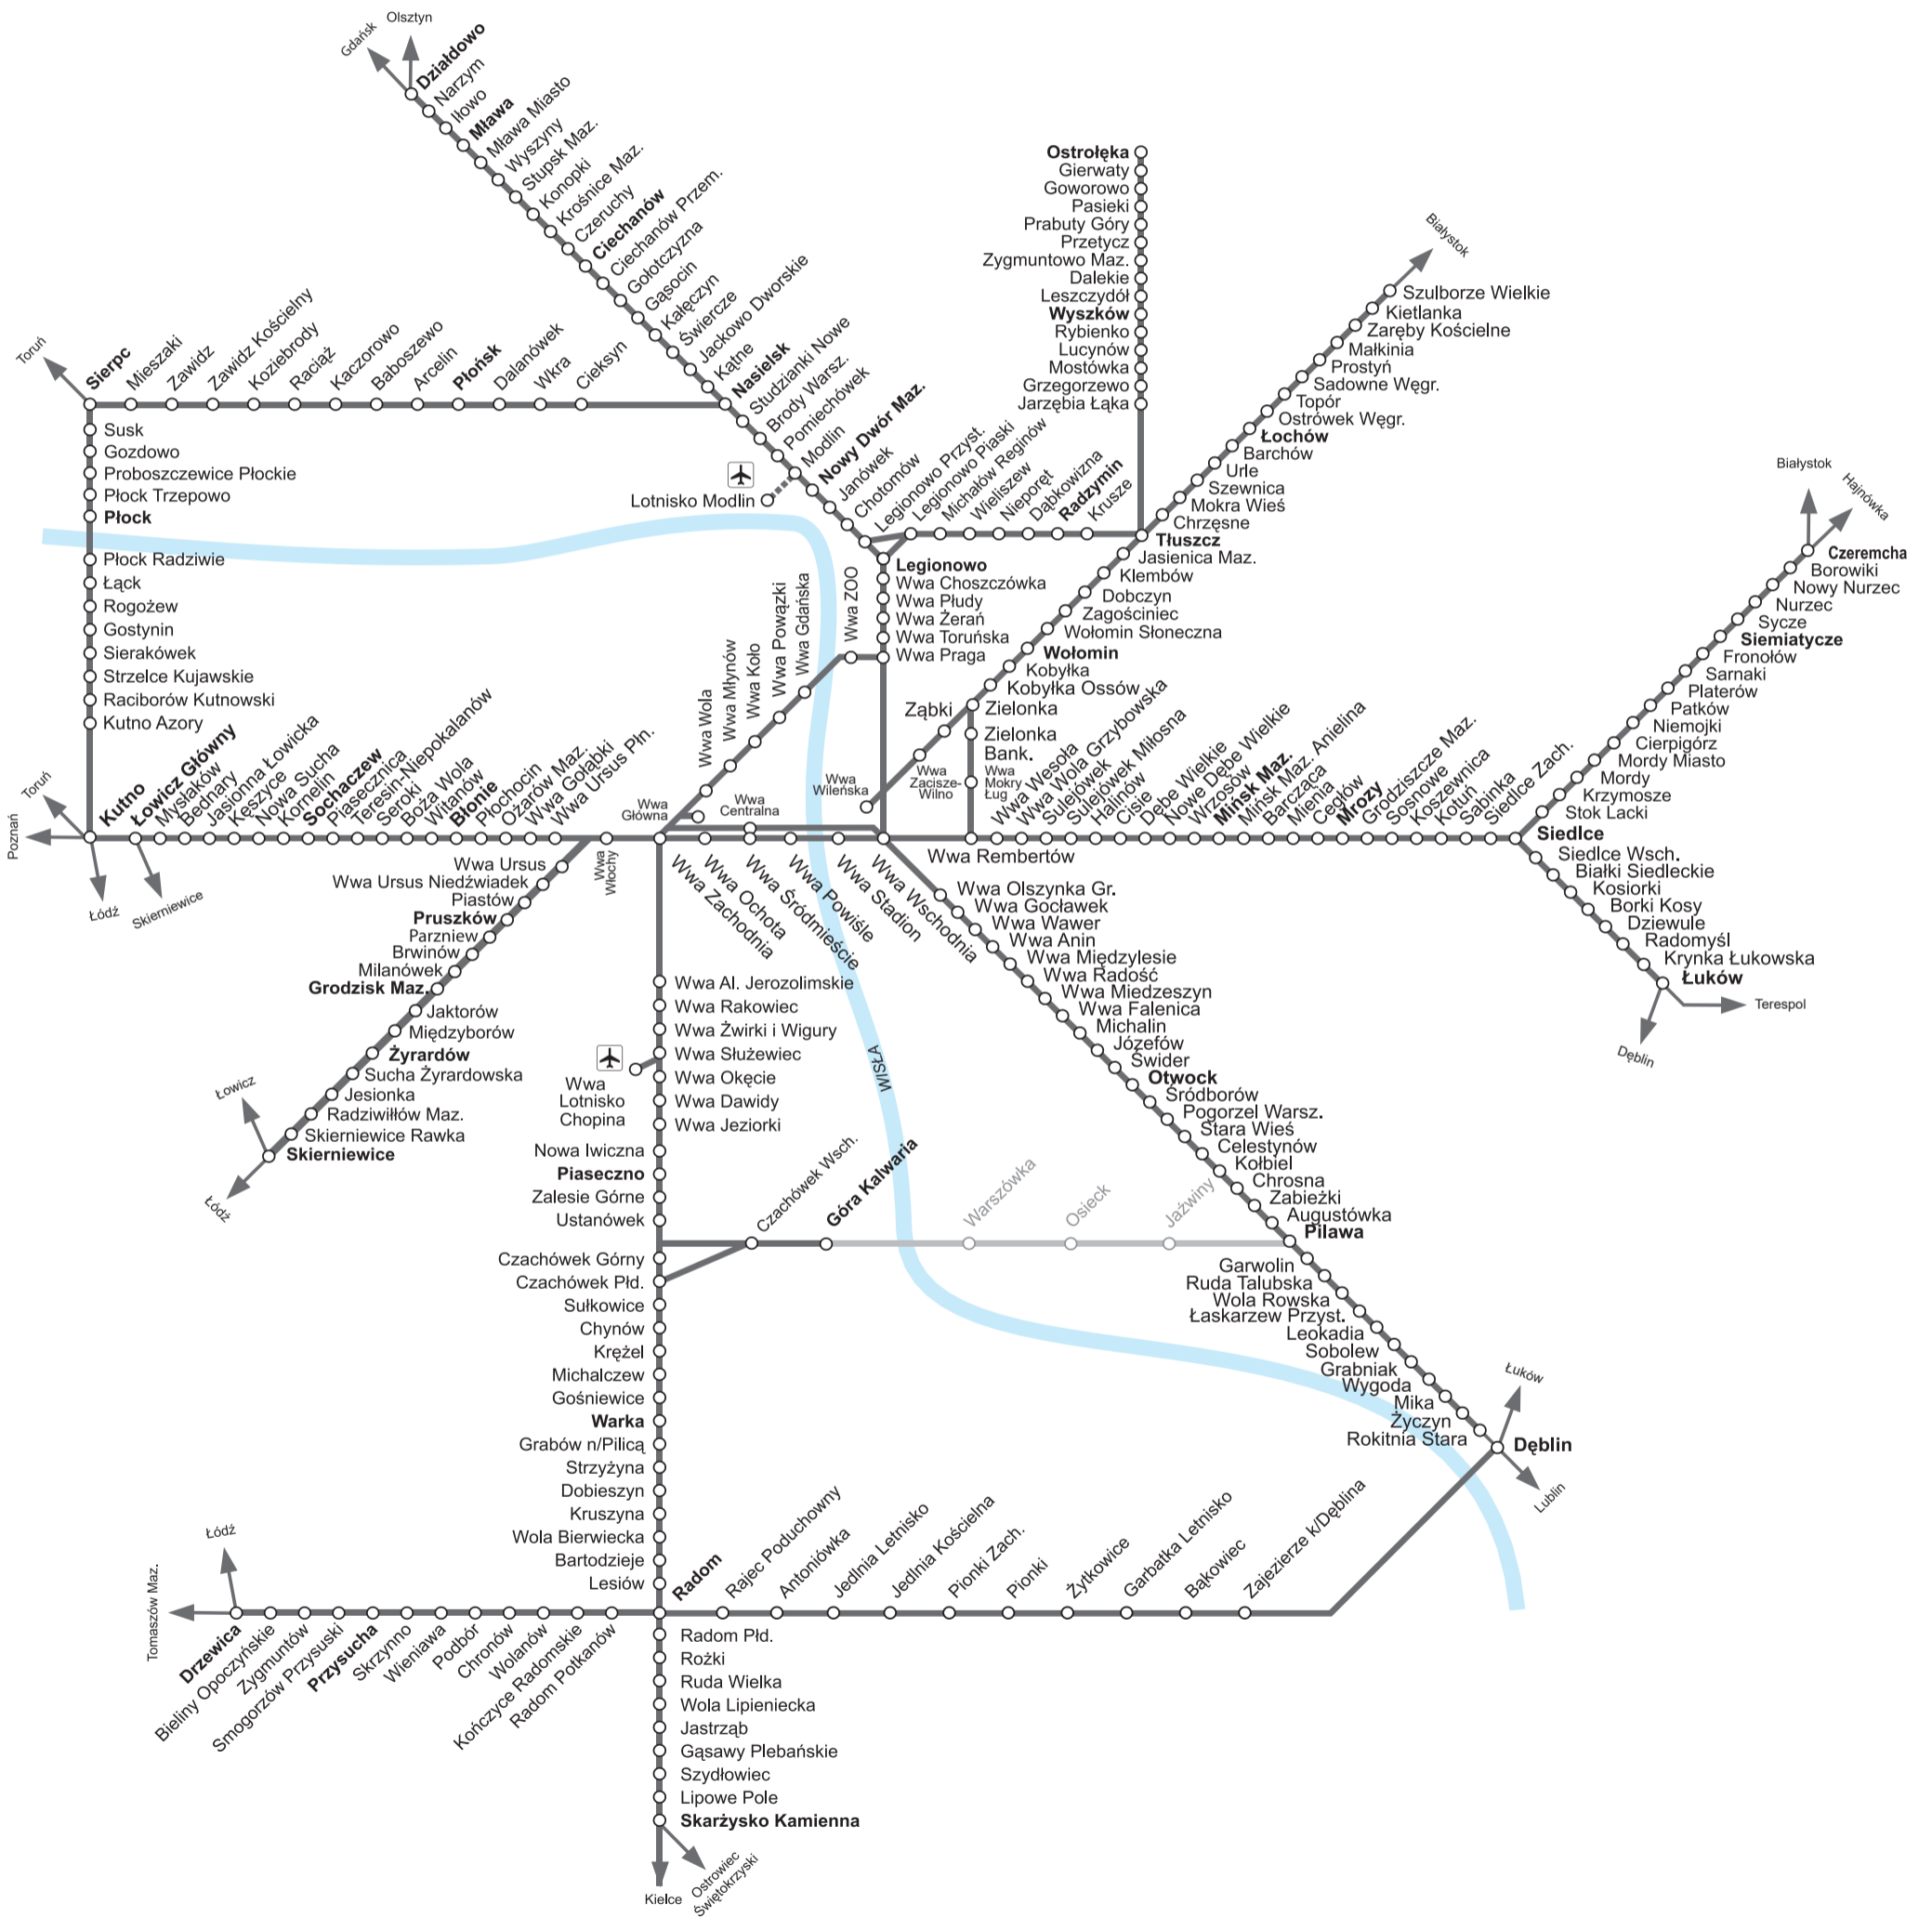 Olsztyn
Gdańsk
Działdowo
Narzym
Iłowo
Mława
Mława Miasto
Wyszyny
Stupsk Maz.
Konopki
Krośnice Maz.
Czeruchy
Ciechanów
Ciechanów Przem.
Gołotczyzna
Gąsocin
Kałęczyn
Świercze
Jackowo Dworskie
Kątne
Nasielsk
Studzianki Nowe
Brody Warsz.
Pomiechówek
Modlin
Lotnisko Modlin
Nowy Dwór Maz.
Janówek
Chotomów
Legionowo Przyst.
Legionowo Piaski
Michałów Reginów
Wieliszew
Nieporęt
Dąbkowizna
Radzymin
Krusze
Ostrołęka
Gierwaty
Goworowo
Pasieki
Prabuty Góry
Przetycz
Zygmuntowo Maz.
Dalekie
Leszczydół
Wyszków
Rybienko
Lucynów
Mostówka
Grzegorzewo
Jarzębia Łąka
Białystok
Szulborze Wielkie
Kietlanka
Zaręby Kościelne
Małkinia
Prostyń
Sadowne Węgr.
Topór
Ostrówek Węgr.
Łochów
Barchów
Urle
Szewnica
Mokra Wieś
Chrzęsne
Tłuszcz
Jasienica Maz.
Klembów
Dobczyn
Zagościniec
Wołomin Słoneczna
Wołomin
Kobyłka
Kobyłka Ossów
Zielonka
Ząbki
Zielonka
Bank.
Wwa
Zacisze-
Wilno
Wwa
Mokry
Ług
Wwa
Wileńska
Toruń
Sierpc
Mieszaki
Zawidz
Zawidz Kościelny
Koziebrody
Raciąż
Kaczorowo
Baboszewo
Arcelin
Płońsk
Dalanówek
Wkra
Cieksyn
Susk
Gozdowo
Proboszczewice Płockie
Płock Trzepowo
Płock
Płock Radziwie
Łąck
Rogożew
Gostynin
Sierakówek
Strzelce Kujawskie
Raciborów Kutnowski
Kutno Azory
Toruń
Poznań
Łódź
Skierniewice
Kutno
Łowicz Główny
Mysłaków
Bednary
Jasionna Łowicka
Kęszyce
Nowa Sucha
Kornelin
Sochaczew
Piasecznica
Teresin-Niepokalanów
Seroki
Boża Wola
Witanów
Błonie
Płochocin
Ożarów Maz.
Wwa Gołąbki
Wwa Ursus Płn.
Legionowo
Wwa Choszczówka
Wwa Płudy
Wwa Żerań
Wwa Toruńska
Wwa Praga
Wwa ZOO
Wwa Gdańska
Wwa Powązki
Wwa Koło
Wwa Młynów
Wwa Wola
Wwa
Główna
Wwa
Centralna
Wwa
Włochy
Wwa Zachodnia
Wwa Ochota
Wwa Śródmieście
Wwa Powiśle
Wwa Stadion
Wwa Wschodnia
Wwa Rembertów
Wwa Wesoła
Wwa Wola Grzybowska
Sulejówek
Sulejówek Miłosna
Halinów
Cisie
Dębe Wielkie
Nowe Dębe Wielkie
Wrzosów
Mińsk Maz.
Mińsk Maz. Anielina
Barcząca
Mienia
Cegłów
Mrozy
Grodziszcze Maz.
Sosnowe
Koszewnica
Kotuń
Sabinka
Siedlce Zach.
Siedlce
Białystok
Hajnówka
Czeremcha
Borowiki
Nowy Nurzec
Nurzec
Sycze
Siemiatycze
Fronołów
Sarnaki
Platerów
Patków
Niemojki
Cierpigórz
Mordy Miasto
Mordy
Krzymosze
Stok Lacki
Siedlce Wsch.
Białki Siedleckie
Kosiorki
Borki Kosy
Dziewule
Radomyśl
Krynka Łukowska
Łuków
Terespol
Dęblin
Wwa Ursus
Wwa Ursus Niedźwiadek
Piastów
Pruszków
Parzniew
Brwinów
Milanówek
Grodzisk Maz.
Jaktorów
Międzyborów
Żyrardów
Sucha Żyrardowska
Jesionka
Radziwiłłów Maz.
Skierniewice Rawka
Skierniewice
Łowicz
Łódź
Wwa Al. Jerozolimskie
Wwa Rakowiec
Wwa Żwirki i Wigury
Wwa Służewiec
Wwa Okęcie
Wwa Dawidy
Wwa Jeziorki
Wwa
Lotnisko
Chopina
WISŁA
Nowa Iwiczna
Piaseczno
Zalesie Górne
Ustanówek
Czachówek Górny
Czachówek Płd.
Sułkowice
Chynów
Krężel
Michalczew
Gośniewice
Warka
Grabów n/Pilicą
Strzyżyna
Dobieszyn
Kruszyna
Wola Bierwiecka
Bartodzieje
Lesiów
Czachówek Wsch.
Góra Kalwaria
Warszówka
Osieck
Jaźwiny
Wwa Olszynka Gr.
Wwa Gocławek
Wwa Wawer
Wwa Anin
Wwa Międzylesie
Wwa Radość
Wwa Miedzeszyn
Wwa Falenica
Michalin
Józefów
Świder
Otwock
Śródborów
Pogorzel Warsz.
Stara Wieś
Celestynów
Kołbiel
Chrosna
Zabieżki
Augustówka
Pilawa
Garwolin
Ruda Talubska
Wola Rowska
Łaskarzew Przyst.
Leokadia
Sobolew
Grabniak
Wygoda
Mika
Życzyn
Rokitnia Stara
Dęblin
Łuków
Lublin
Radom
Rajec Poduchowny
Antoniówka
Jedlnia Letnisko
Jedlnia Kościelna
Pionki Zach.
Pionki
Żytkowice
Garbatka Letnisko
Bąkowiec
Zajezierze k/Dęblina
Łódź
Tomaszów Maz.
Drzewica
Bieliny Opoczyńskie
Zygmuntów
Smogorzów Przysuski
Przysucha
Skrzynno
Wieniawa
Podbór
Chronów
Wolanów
Kończyce Radomskie
Radom Potkanów
Radom Płd.
Rożki
Ruda Wielka
Wola Lipieniecka
Jastrząb
Gąsawy Plebańskie
Szydłowiec
Lipowe Pole
Skarżysko Kamienna
Kielce
Ostrowiec
Świętokrzyski